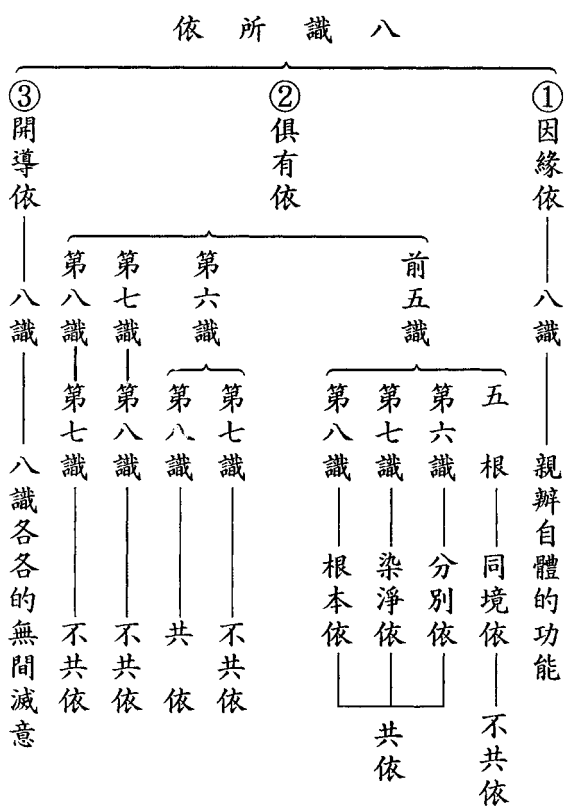 八識所依
①因緣依
八識
親辦自體的功能
②俱有依
前五識
五根
同境依
不共依
第六識
分別依
第七識
染淨依
第八識
根本依
共依
第六識
第七識
不共依
第八識
共依
第七識
第八識
不共依
第八識
第七識
不共依
③開導依
八識
八識各各的無間滅意